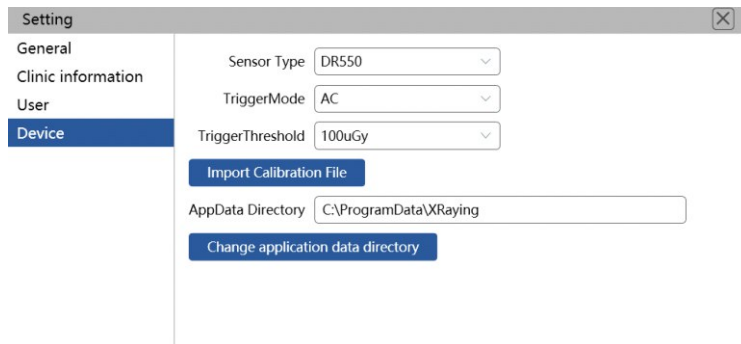 Setting
General
Clinic information
User
Device
Sensor Type DR550
TriggerMode AC
TriggerThreshold 100uGy
Import Calibration File
AppData Directory C:\ProgramData\XRaying
Change application data directory